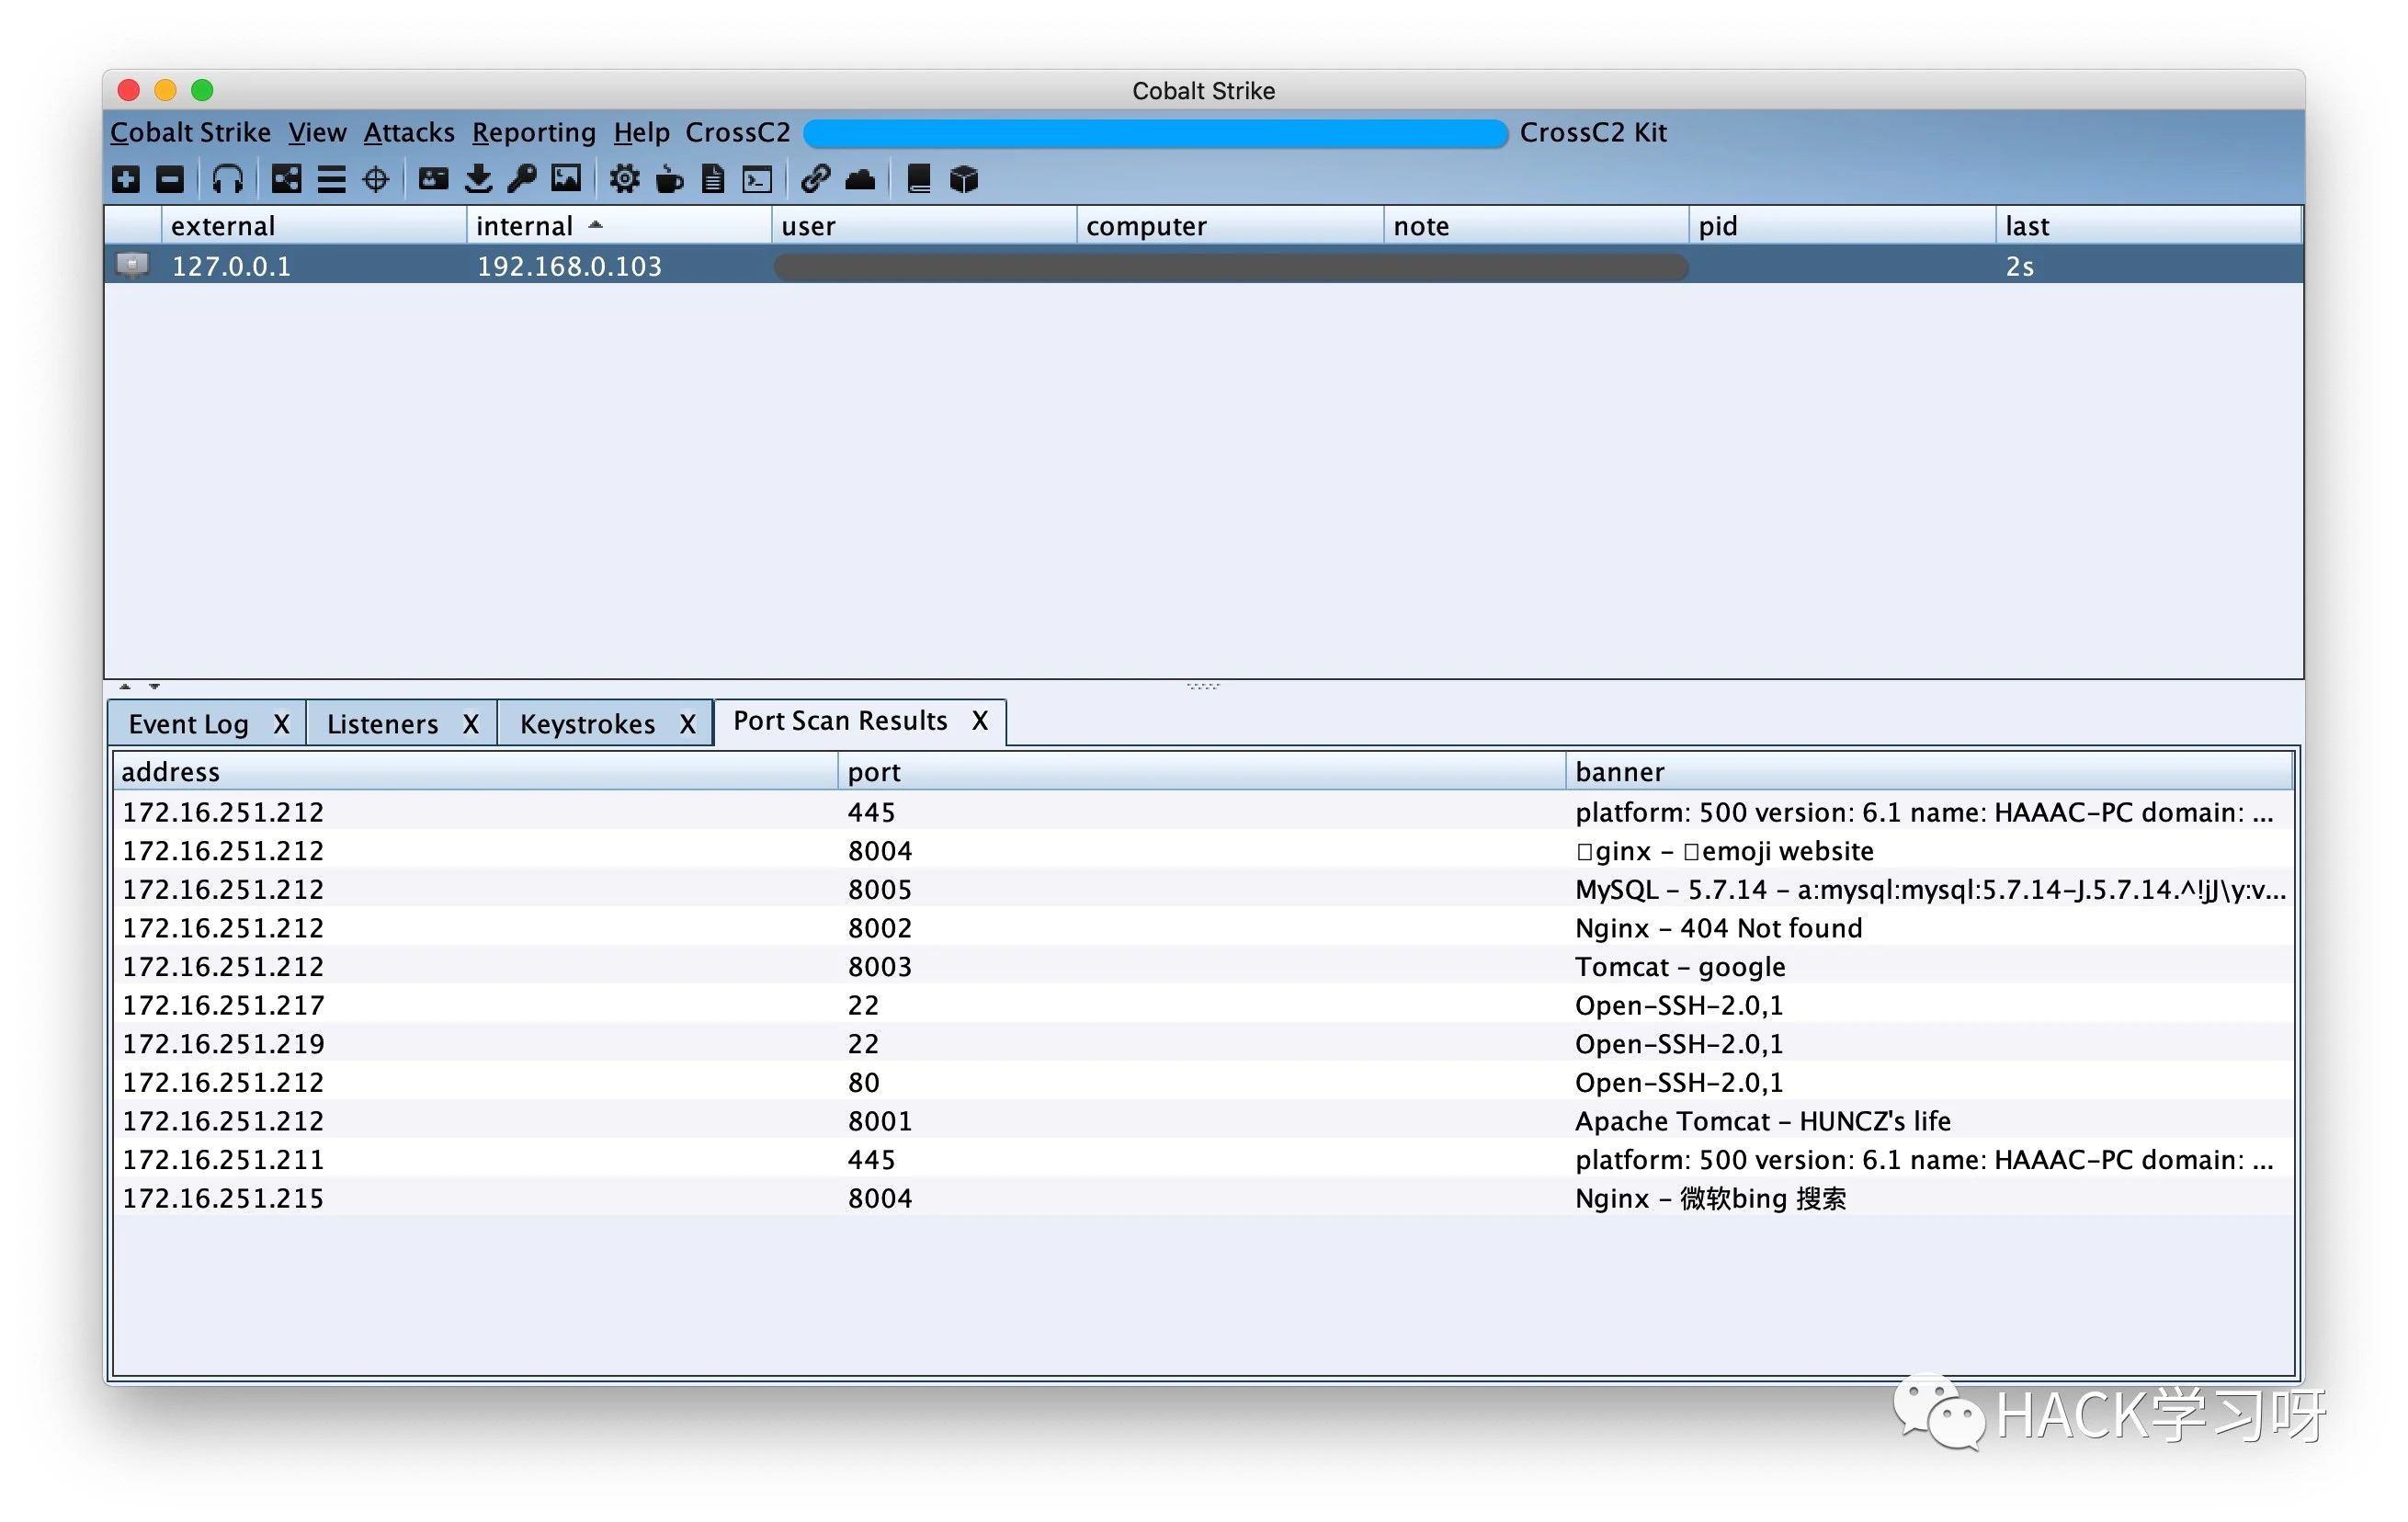 Cobalt Strike
Cobalt Strike View Attacks Reporting Help CrossC2 CrossC2 Kit
external internal user computer note pid last
127.0.0.1 192.168.0.103 2s
Event Log X Listeners X Keystrokes X Port Scan Results X
address port banner
172.16.251.212 445 platform: 500 version: 6.1 name: HAAAC-PC domain: ...
172.16.251.212 8004 □ginx - □emoji website
172.16.251.212 8005 MySQL - 5.7.14 - a:mysql:mysql:5.7.14-J.5.7.14.^!jJ\y:v...
172.16.251.212 8002 Nginx - 404 Not found
172.16.251.212 8003 Tomcat - google
172.16.251.217 22 Open-SSH-2.0,1
172.16.251.219 22 Open-SSH-2.0,1
172.16.251.212 80 Open-SSH-2.0,1
172.16.251.212 8001 Apache Tomcat - HUNCZ's life
172.16.251.211 445 platform: 500 version: 6.1 name: HAAAC-PC domain: ...
172.16.251.215 8004 Nginx - 微软bing 搜索
HACK学习呀